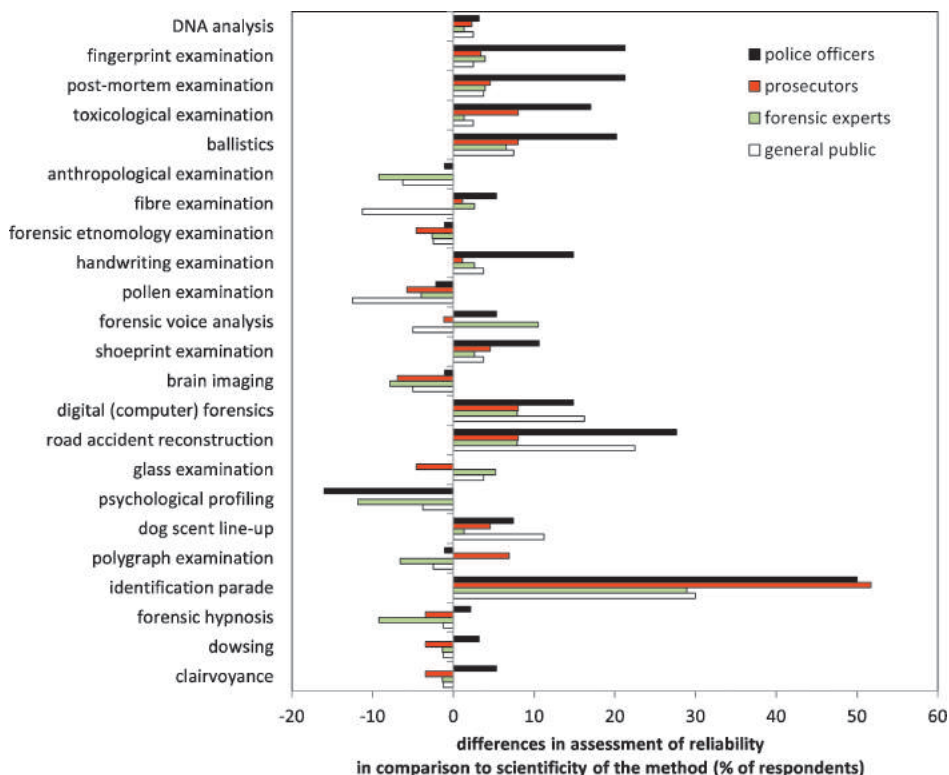 DNA analysis
fingerprint examination
post-mortem examination
toxicological examination
ballistics
anthropological examination
fibre examination
forensic etnomology examination
handwriting examination
pollen examination
forensic voice analysis
shoeprint examination
brain imaging
digital (computer) forensics
road accident reconstruction
glass examination
psychological profiling
dog scent line-up
polygraph examination
identification parade
forensic hypnosis
dowsing
clairvoyance
police officers
prosecutors
forensic experts
general public
-20 -10 0 10 20 30 40 50 60
differences in assessment of reliability
in comparison to scientificity of the method (% of respondents)